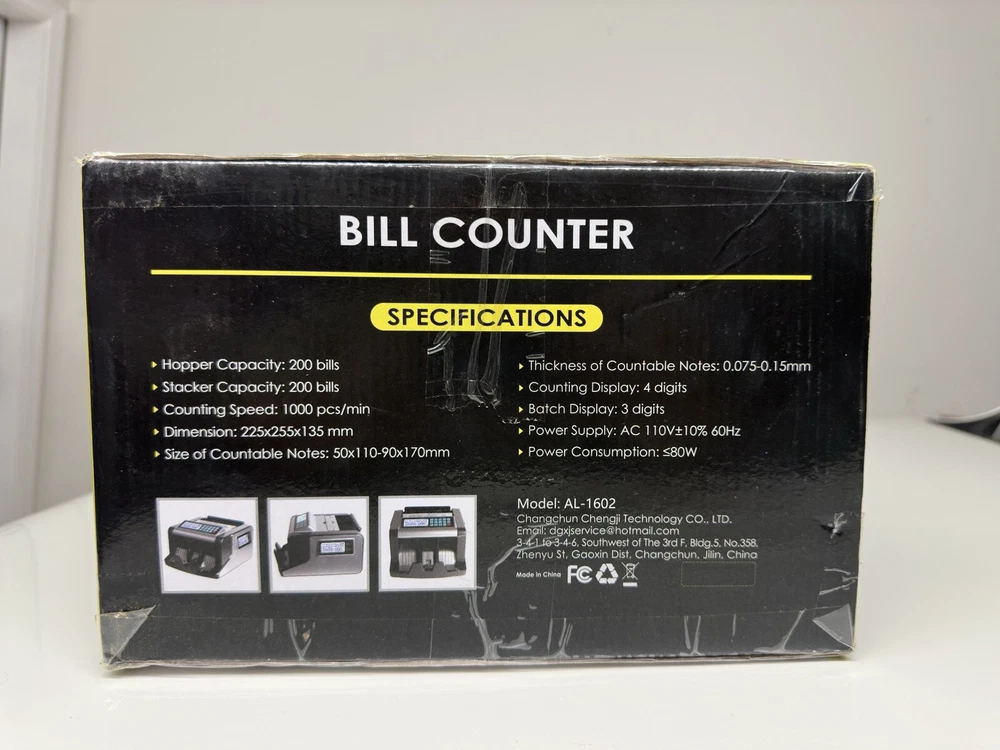 BILL COUNTER
SPECIFICATIONS
Hopper Capacity: 200 bills
Stacker Capacity: 200 bills
Counting Speed: 1000 pcs/min
Dimension: 225x255x135 mm
Size of Countable Notes: 50x110-90x170mm
Thickness of Countable Notes: 0.075-0.15mm
Counting Display: 4 digits
Batch Display: 3 digits
Power Supply: AC 110V±10% 60Hz
Power Consumption: ≤80W
Model: AL-1602
Changchun Chengji Technology CO., LTD.
Email: dgxjservice@hotmail.com
3-4-1 to 3-4-6, Southwest of The 3rd F, Bldg.5, No.358,
Zhenyu St, Gaoxin Dist, Changchun, Jilin, China
Made in China FC